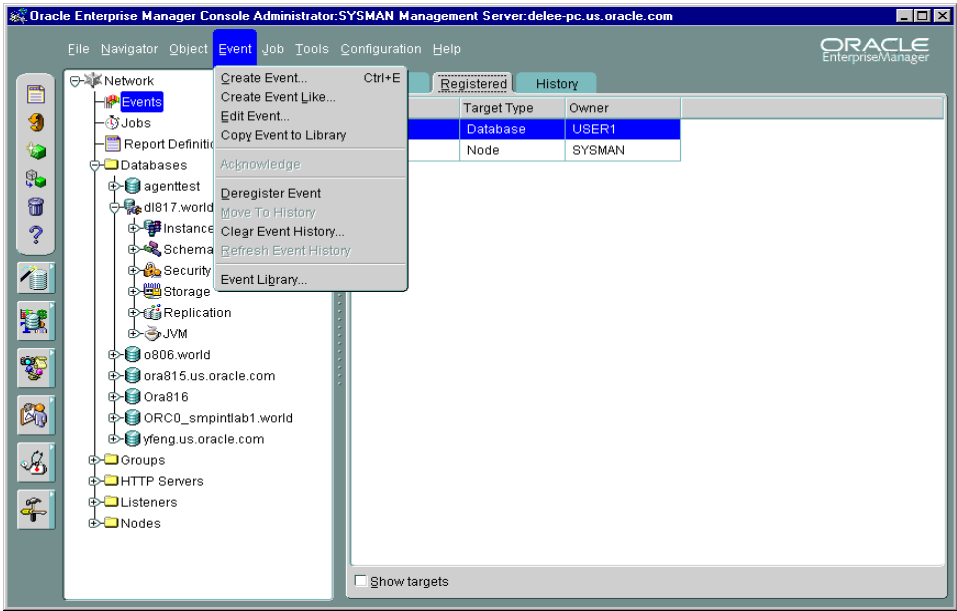 Oracle Enterprise Manager Console Administrator:SYSMAN Management Server:delee-pc.us.oracle.com
File Navigator Object Event Job Tools Configuration Help
ORACLE
EnterpriseManager
Create Event... Ctrl+E
Create Event Like...
Edit Event...
Copy Event to Library
Acknowledge
Deregister Event
Move To History
Clear Event History...
Refresh Event History
Event Library...
Network
Events
Jobs
Report Definitio
Databases
agenttest
dl817.world
Instance
Schema
Security
Storage
Replication
JVM
o806.world
ora815.us.oracle.com
Ora816
ORC0_smpintlab1.world
yfeng.us.oracle.com
Groups
HTTP Servers
Listeners
Nodes
Registered History
Target Type Owner
Database USER1
Node SYSMAN
Show targets